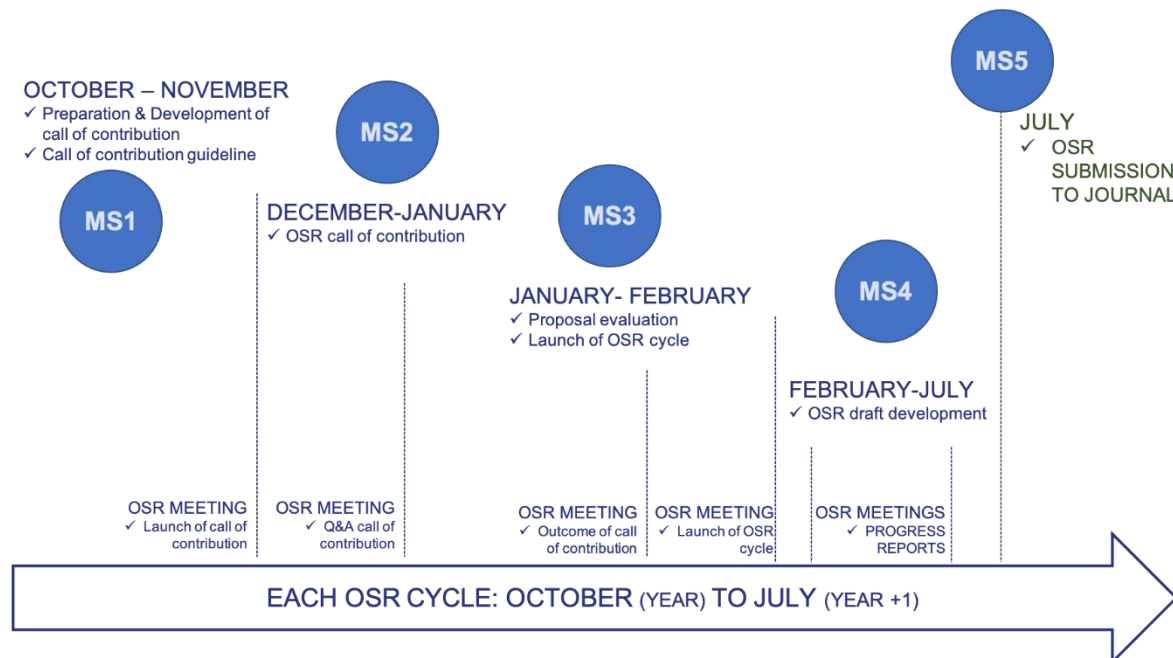 OCTOBER – NOVEMBER
✓ Preparation & Development of
call of contribution
✓ Call of contribution guideline
MS1
MS2
DECEMBER-JANUARY
✓ OSR call of contribution
MS3
JANUARY- FEBRUARY
✓ Proposal evaluation
✓ Launch of OSR cycle
MS4
FEBRUARY-JULY
✓ OSR draft development
MS5
JULY
✓ OSR
SUBMISSION
TO JOURNAL
OSR MEETING
✓ Launch of call of
contribution
OSR MEETING
✓ Q&A call of
contribution
OSR MEETING
✓ Outcome of call
of contribution
OSR MEETING
✓ Launch of OSR
cycle
OSR MEETINGS
✓ PROGRESS
REPORTS
EACH OSR CYCLE: OCTOBER (YEAR) TO JULY (YEAR +1)